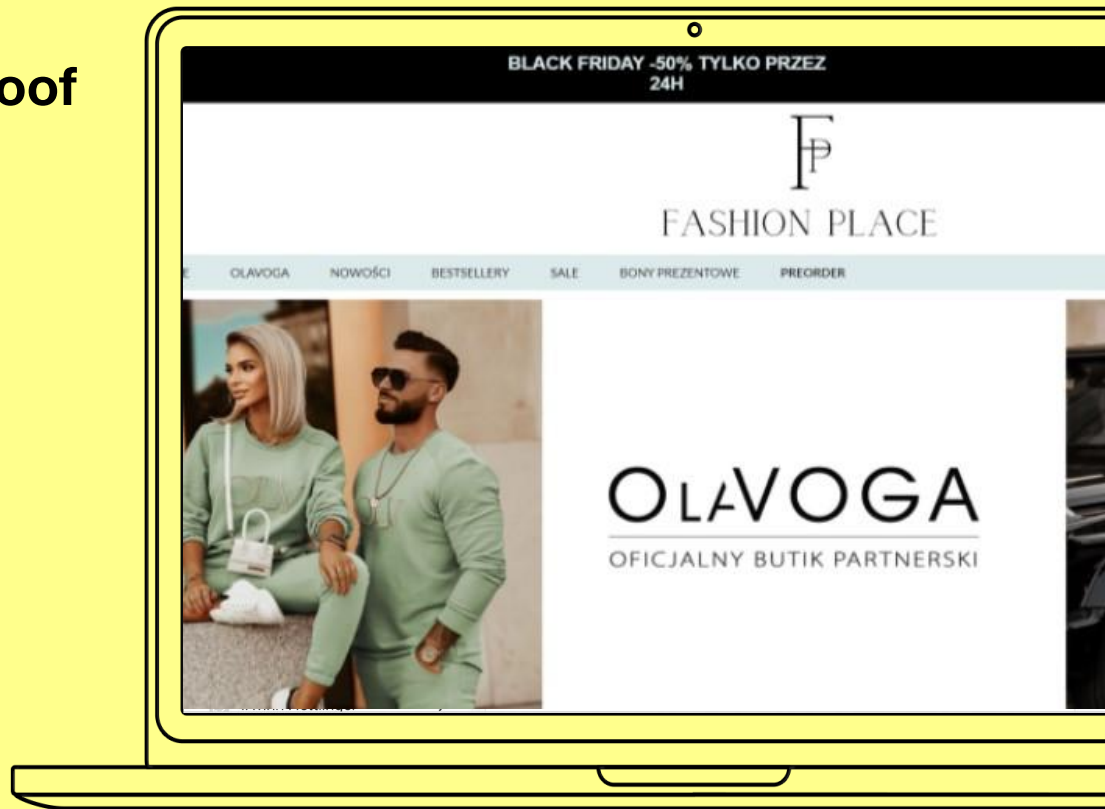 oof
BLACK FRIDAY -50% TYLKO PRZEZ
24H
FP
FASHION PLACE
E OLAVOGA NOWOŚCI BESTSELLERY SALE BONY PREZENTOWE PREORDER
OLAVOGA
OFICJALNY BUTIK PARTNERSKI